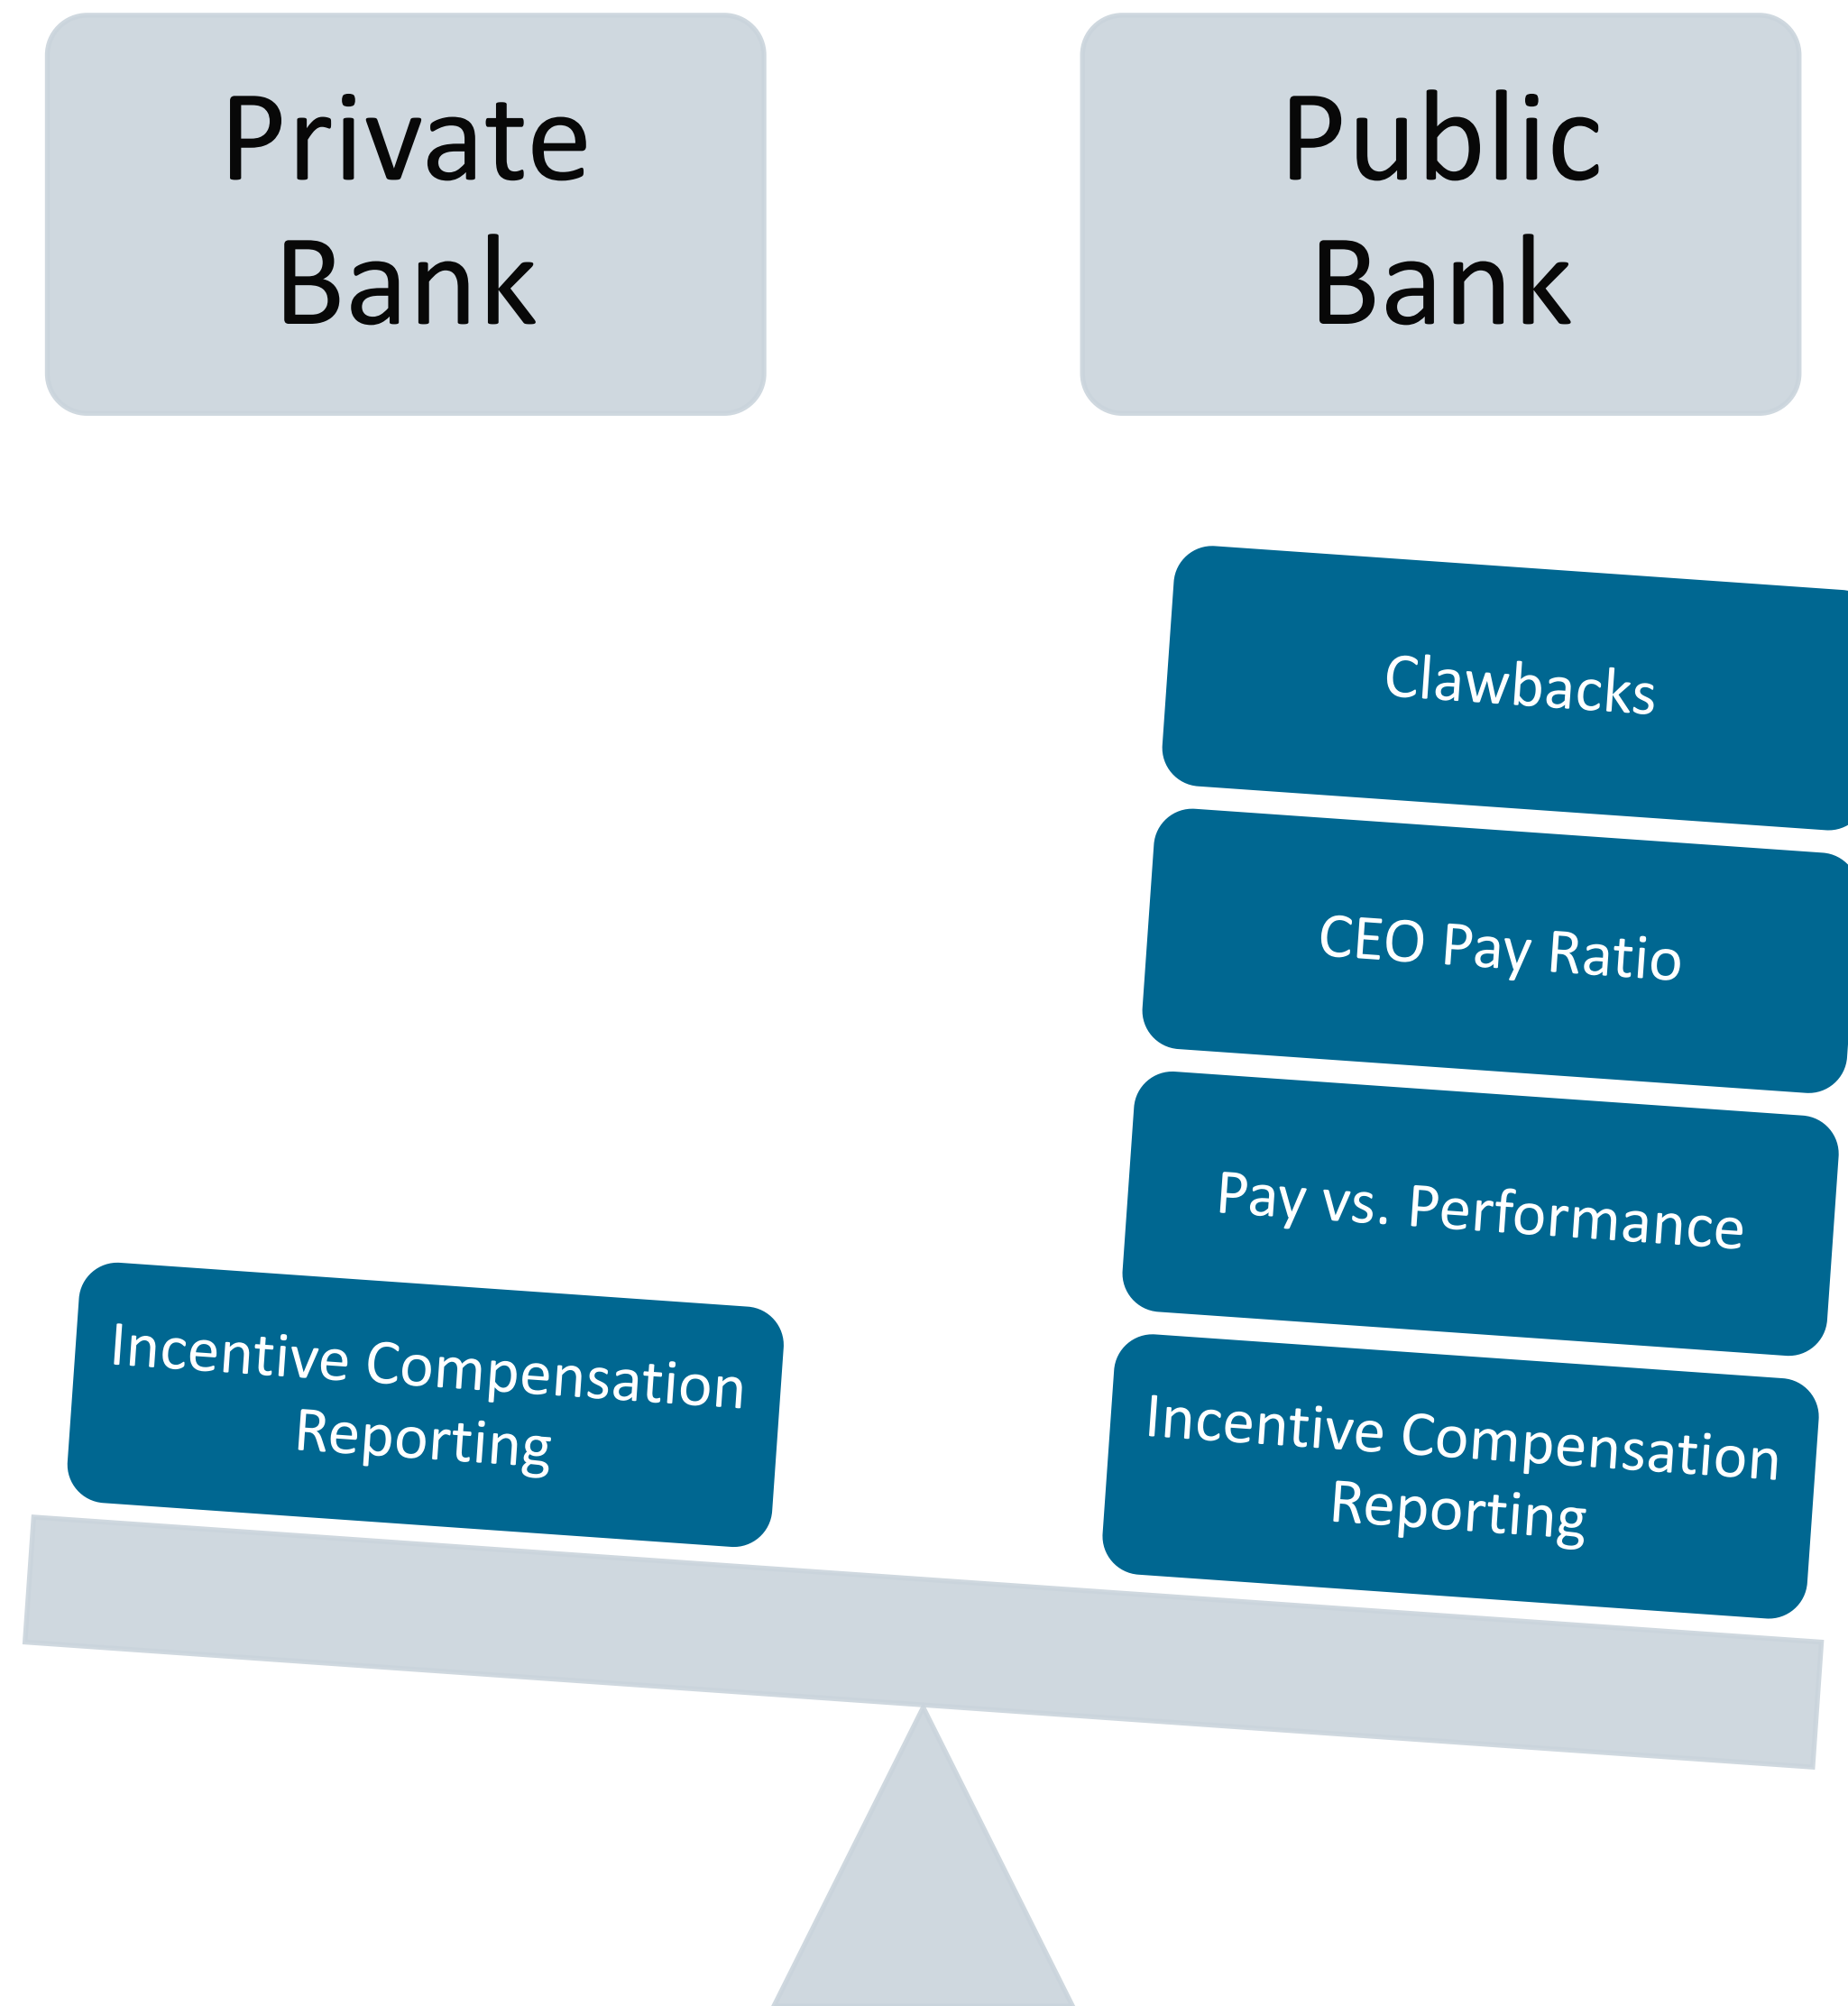 Private
Bank
Public
Bank
Clawbacks
CEO Pay Ratio
Pay vs. Performance
Incentive Compensation
Reporting
Incentive Compensation
Reporting